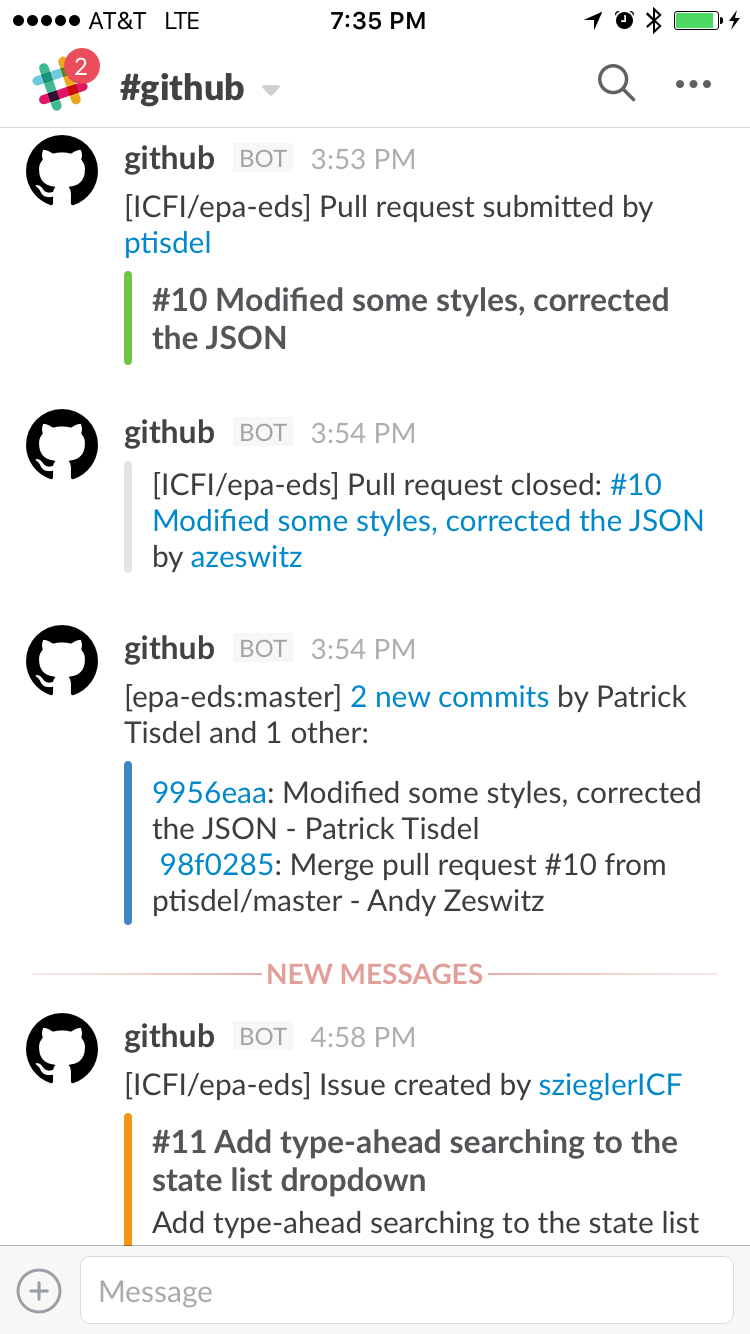 AT&T LTE 7:35 PM
2
#github
github BOT 3:53 PM
[ICFI/epa-eds] Pull request submitted by
ptisdel
#10 Modified some styles, corrected
the JSON
github BOT 3:54 PM
[ICFI/epa-eds] Pull request closed: #10
Modified some styles, corrected the JSON
by azeswitz
github BOT 3:54 PM
[epa-eds:master] 2 new commits by Patrick
Tisdel and 1 other:
9956eaa: Modified some styles, corrected
the JSON - Patrick Tisdel
98f0285: Merge pull request #10 from
ptisdel/master - Andy Zeswitz
NEW MESSAGES
github BOT 4:58 PM
[ICFI/epa-eds] Issue created by szieglerICF
#11 Add type-ahead searching to the
state list dropdown
Add type-ahead searching to the state list
Message